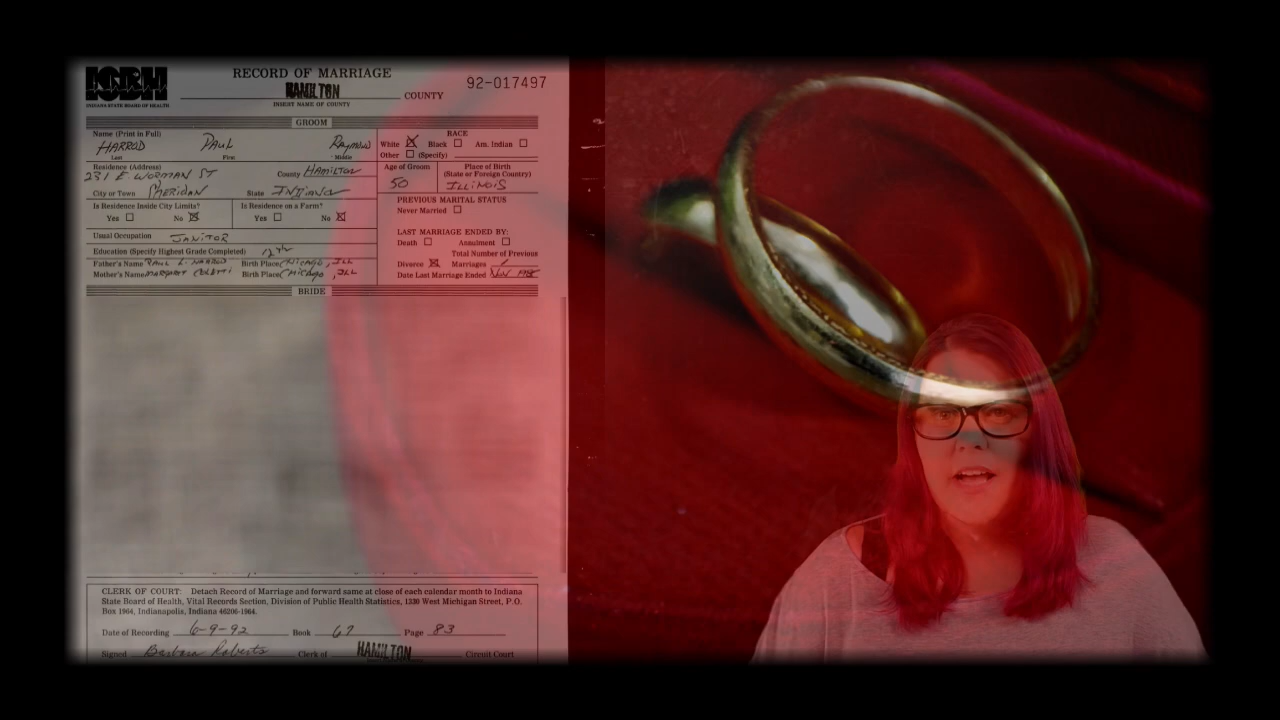 ISBH
INDIANA STATE BOARD OF HEALTH
RECORD OF MARRIAGE
HAMILTON COUNTY
INSERT NAME OF COUNTY
92-017497
GROOM
Name (Print in Full)
HARROD PAUL Raymond
Last First Middle
RACE
White ☒ Black ☐ Am. Indian ☐
Other ☐ (Specify)
Residence (Address)
231 E. WORMAN ST County HAMILTON
City or Town SHERIDAN State INDIANA
Age of Groom
50
Place of Birth
(State or Foreign Country)
ILLINOIS
Is Residence Inside City Limits?
Yes ☐ No ☒
Is Residence on a Farm?
Yes ☐ No ☒
PREVIOUS MARITAL STATUS
Never Married ☐
Usual Occupation JANITOR
Education (Specify Highest Grade Completed) 12th
LAST MARRIAGE ENDED BY:
Death ☐ Annulment ☐
Total Number of Previous
Divorce ☒ Marriages 1
Date Last Marriage Ended
Father's Name PAUL L. HARROD Birth Place CHICAGO, ILL
Mother's Name MARGARET Birth Place CHICAGO, ILL
BRIDE
CLERK OF COURT: Detach Record of Marriage and forward same at close of each calendar month to Indiana
State Board of Health, Vital Records Section, Division of Public Health Statistics, 1330 West Michigan Street, P.O.
Box 1964, Indianapolis, Indiana 46206-1964.
Date of Recording 6-9-92 Book 67 Page 83
Signed Barbara Roberts Clerk of HAMILTON Circuit Court